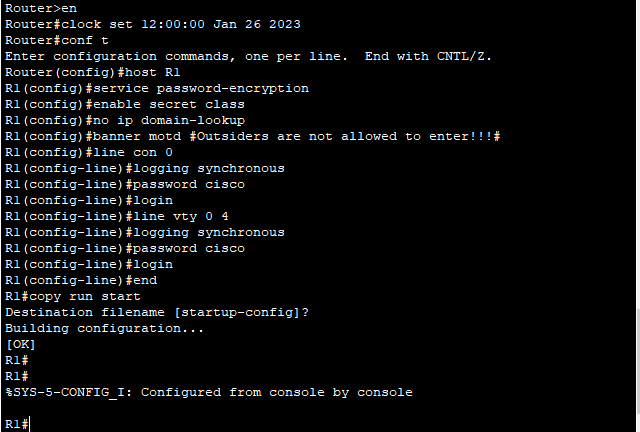 Router>en
Router#clock set 12:00:00 Jan 26 2023
Router#conf t
Enter configuration commands, one per line.  End with CNTL/Z.
Router(config)#host R1
R1(config)#service password-encryption
R1(config)#enable secret class
R1(config)#no ip domain-lookup
R1(config)#banner motd #Outsiders are not allowed to enter!!!#
R1(config)#line con 0
R1(config-line)#logging synchronous
R1(config-line)#password cisco
R1(config-line)#login
R1(config-line)#line vty 0 4
R1(config-line)#logging synchronous
R1(config-line)#password cisco
R1(config-line)#login
R1(config-line)#end
R1#copy run start
Destination filename [startup-config]?
Building configuration...
[OK]
R1#
R1#
%SYS-5-CONFIG_I: Configured from console by console
R1#